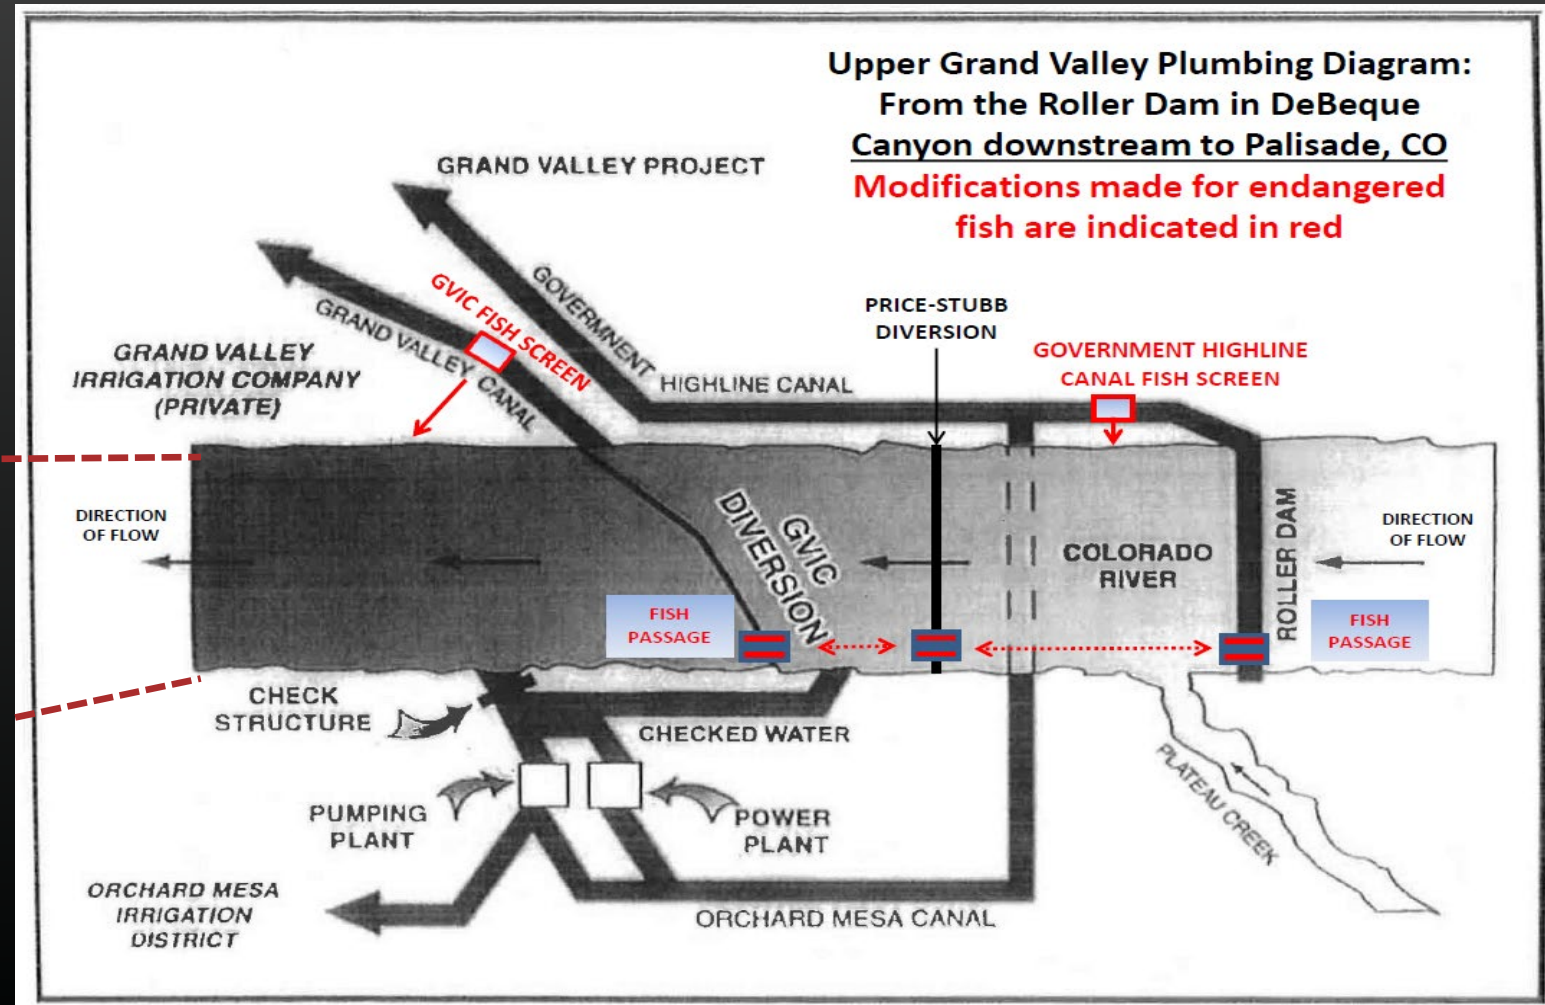 Upper Grand Valley Plumbing Diagram:
From the Roller Dam in DeBeque
Canyon downstream to Palisade, CO
Modifications made for endangered
fish are indicated in red
GRAND VALLEY PROJECT
GOVERMNENT
HIGHLINE CANAL
GVIC FISH SCREEN
GRAND VALLEY CANAL
GRAND VALLEY
IRRIGATION COMPANY
(PRIVATE)
PRICE-STUBB
DIVERSION
GOVERNMENT HIGHLINE
CANAL FISH SCREEN
DIRECTION
OF FLOW
GVIC
DIVERSION
COLORADO
RIVER
ROLLER DAM
DIRECTION
OF FLOW
FISH
PASSAGE
FISH
PASSAGE
CHECK
STRUCTURE
CHECKED WATER
PLATEAU CREEK
PUMPING
PLANT
POWER
PLANT
ORCHARD MESA
IRRIGATION
DISTRICT
ORCHARD MESA CANAL